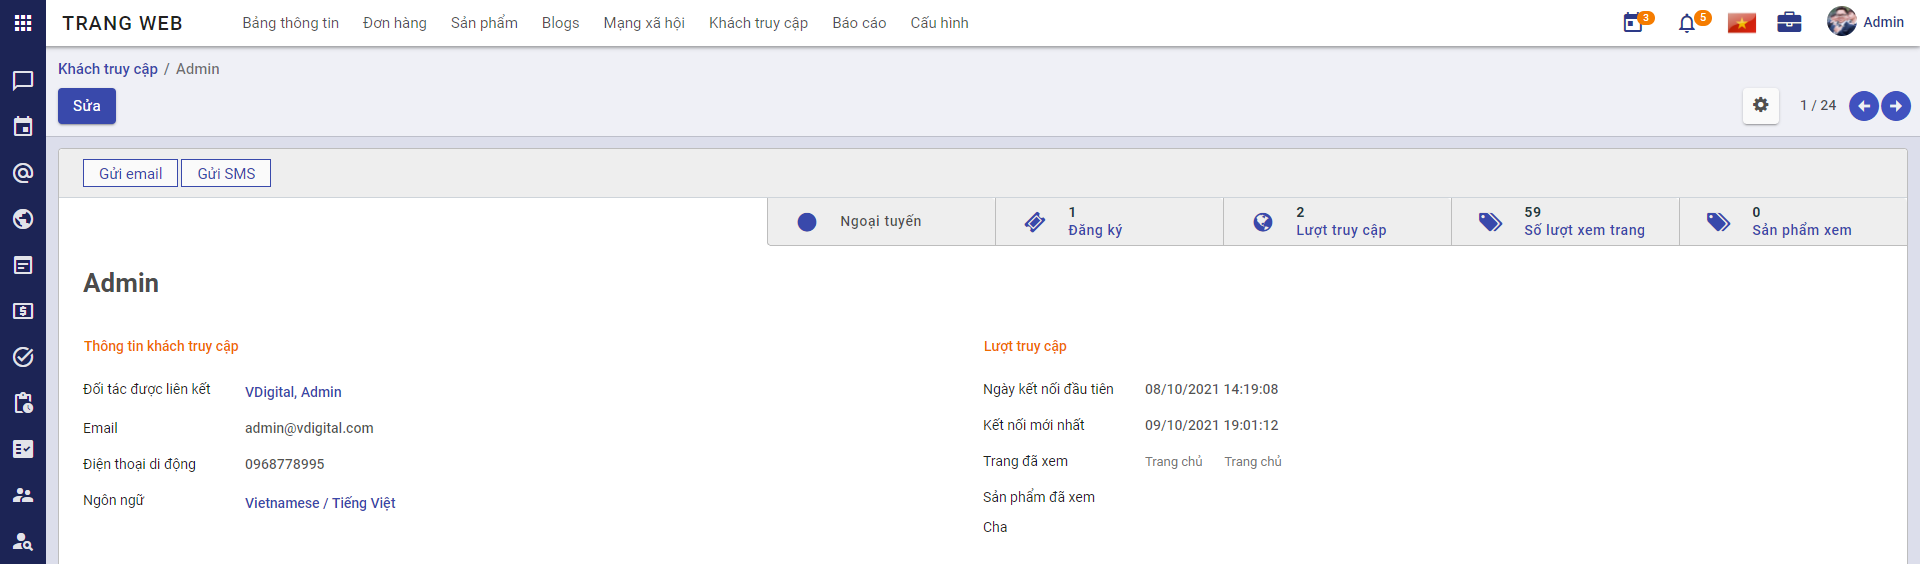 TRANG WEB Bảng thông tin Đơn hàng Sản phẩm Blogs Mạng xã hội Khách truy cập Báo cáo Cấu hình 3 5 Admin
Khách truy cập / Admin
Sửa 1 / 24
Gửi email Gửi SMS
Ngoại tuyến
1
Đăng ký
2
Lượt truy cập
59
Số lượt xem trang
0
Sản phẩm xem
Admin
Thông tin khách truy cập
Đối tác được liên kết VDigital, Admin
Email admin@vdigital.com
Điện thoại di động 0968778995
Ngôn ngữ Vietnamese / Tiếng Việt
Lượt truy cập
Ngày kết nối đầu tiên 08/10/2021 14:19:08
Kết nối mới nhất 09/10/2021 19:01:12
Trang đã xem Trang chủ Trang chủ
Sản phẩm đã xem
Cha